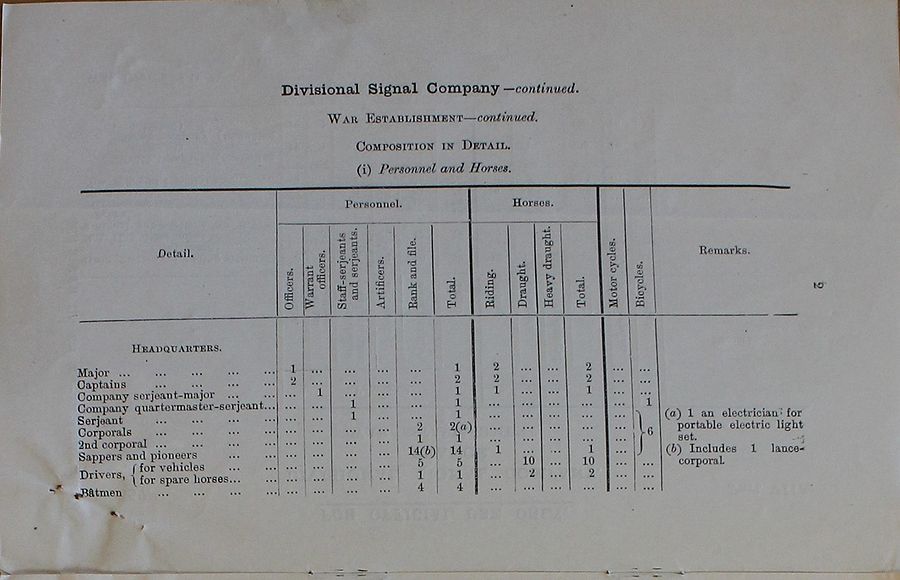 Divisional Signal Company—continued.
WAR ESTABLISHMENT—continued.
COMPOSITION IN DETAIL.
(i) Personnel and Horses.
Detail. Personnel. Horses. Motor cycles. Bicycles. Remarks.
Officers. Warrant officers. Staff-serjeants and serjeants. Artificers. Rank and file. Total. Riding. Draught. Heavy draught. Total.
5
HEADQUARTERS.
Major ... ... ... ... ... 1 ... ... ... ... 1 2 ... ... 2 ... ...
Captains ... ... ... ... 2 ... ... ... ... 2 2 ... ... 2 ... ...
Company serjeant-major ... ... ... 1 ... ... ... 1 1 ... ... 1 ... ...
Company quartermaster-serjeant... ... ... 1 ... ... 1 ... ... ... ... ... 1
Serjeant ... ... ... ... ... ... 1 ... ... 1 ... ... ... ... ...
Corporals ... ... ... ... ... ... ... ... 2 2(a) ... ... ... ... ... 6
2nd corporal ... ... ... ... ... ... ... ... 1 1 ... ... ... ... ...
Sappers and pioneers ... ... ... ... ... ... 14(b) 14 1 ... ... 1 ...
Drivers, { for vehicles ... ... ... ... ... ... ... 5 5 ... 10 ... 10 ... ...
{ for spare horses... ... ... ... ... ... 1 1 ... 2 ... 2 ... ...
Bâtmen ... ... ... ... ... ... ... ... 4 4 ... ... ... ... ... ...
(a) 1 an electrician for
portable electric light
set.
(b) Includes 1 lance-
corporal.